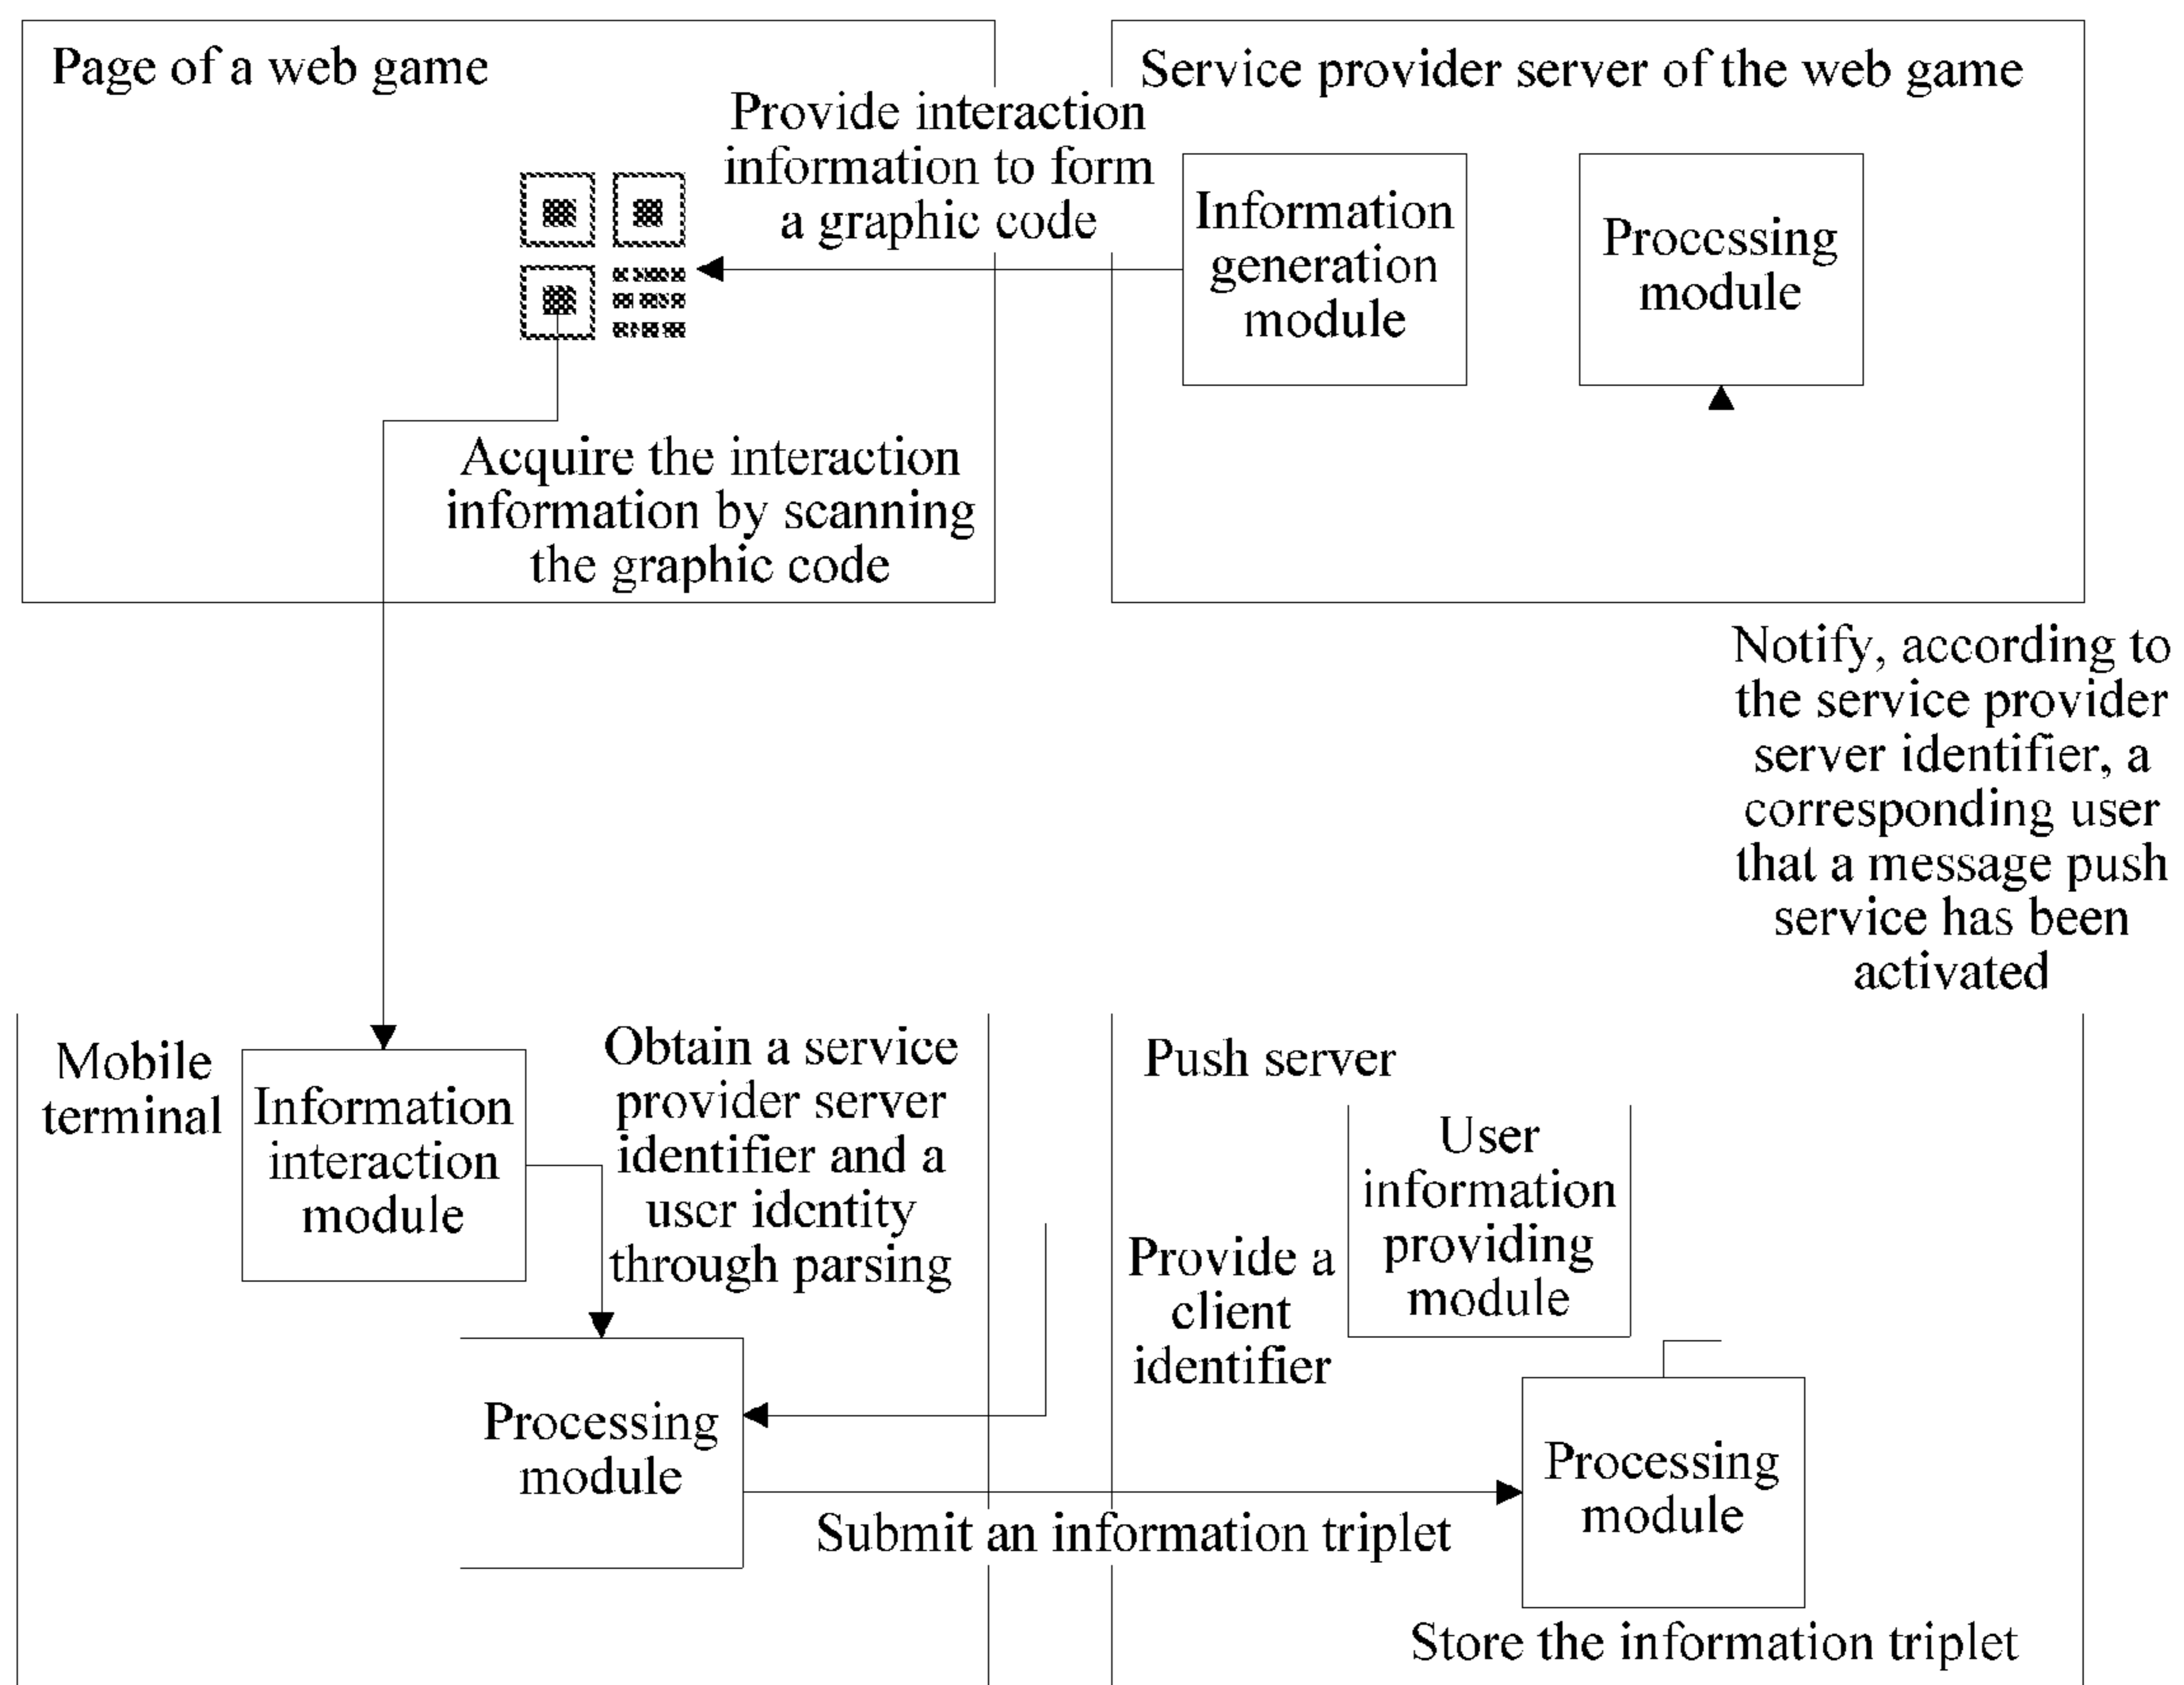 Page of a web game
Service provider server of the web game
Provide interaction
information to form
a graphic code
Information
generation
module
Processing
module
Acquire the interaction
information by scanning
the graphic code
Notify, according to
the service provider
server identifier, a
corresponding user
that a message push
service has been
activated
Mobile
terminal
Information
interaction
module
Obtain a service
provider server
identifier and a
user identity
through parsing
Push server
User
information
providing
module
Provide a
client
identifier
Processing
module
Processing
module
Submit an information triplet
Store the information triplet